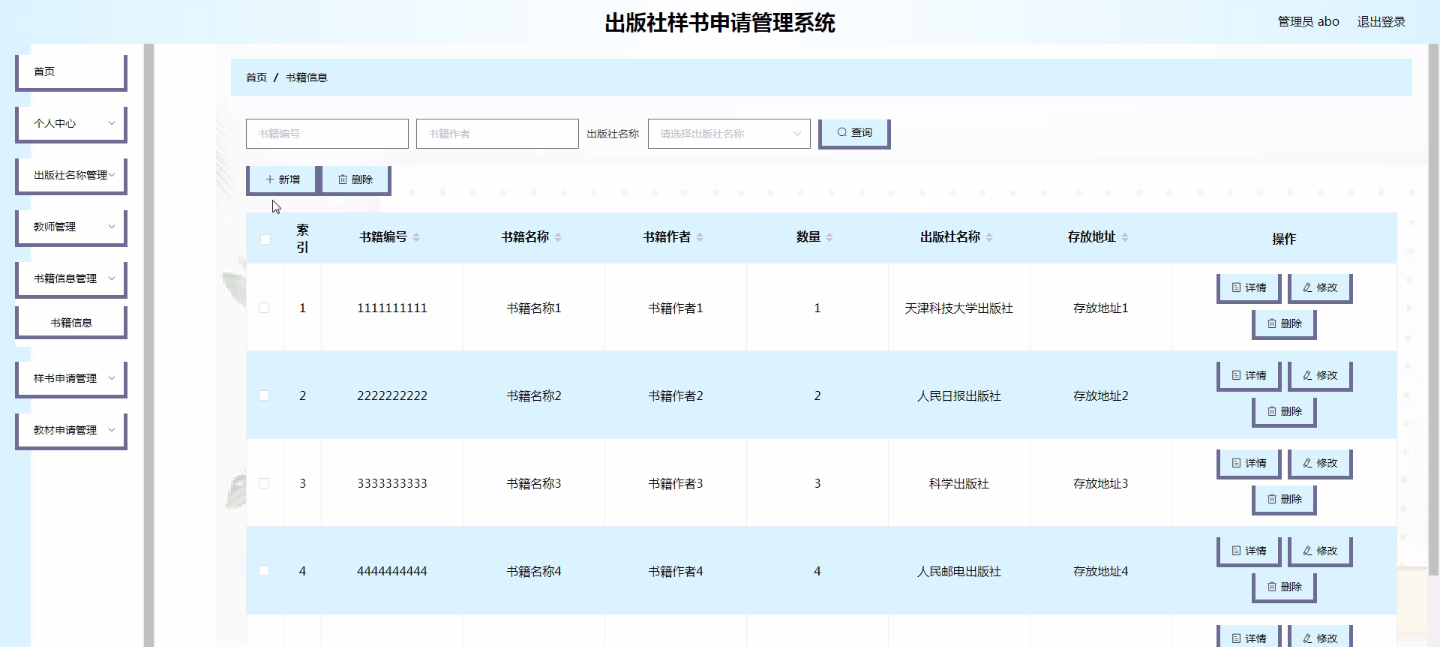 出版社样书申请管理系统
管理员 abo 退出登录
首页
个人中心
出版社名称管理
教师管理
书籍信息管理
书籍信息
样书申请管理
教材申请管理
首页 / 书籍信息
书籍编号 书籍作者 出版社名称 请选择出版社名称 查询
新增 删除
索引 书籍编号 书籍名称 书籍作者 数量 出版社名称 存放地址 操作
1 1111111111 书籍名称1 书籍作者1 1 天津科技大学出版社 存放地址1 详情 修改
删除
2 2222222222 书籍名称2 书籍作者2 2 人民日报出版社 存放地址2 详情 修改
删除
3 3333333333 书籍名称3 书籍作者3 3 科学出版社 存放地址3 详情 修改
删除
4 4444444444 书籍名称4 书籍作者4 4 人民邮电出版社 存放地址4 详情 修改
删除
详情 修改